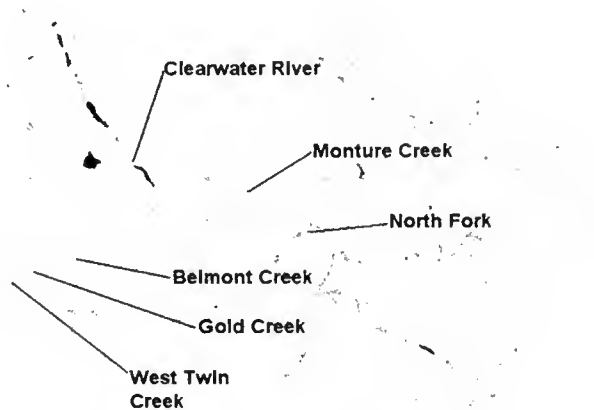 Clearwater River
Monture Creek
North Fork
Belmont Creek
Gold Creek
West Twin
Creek